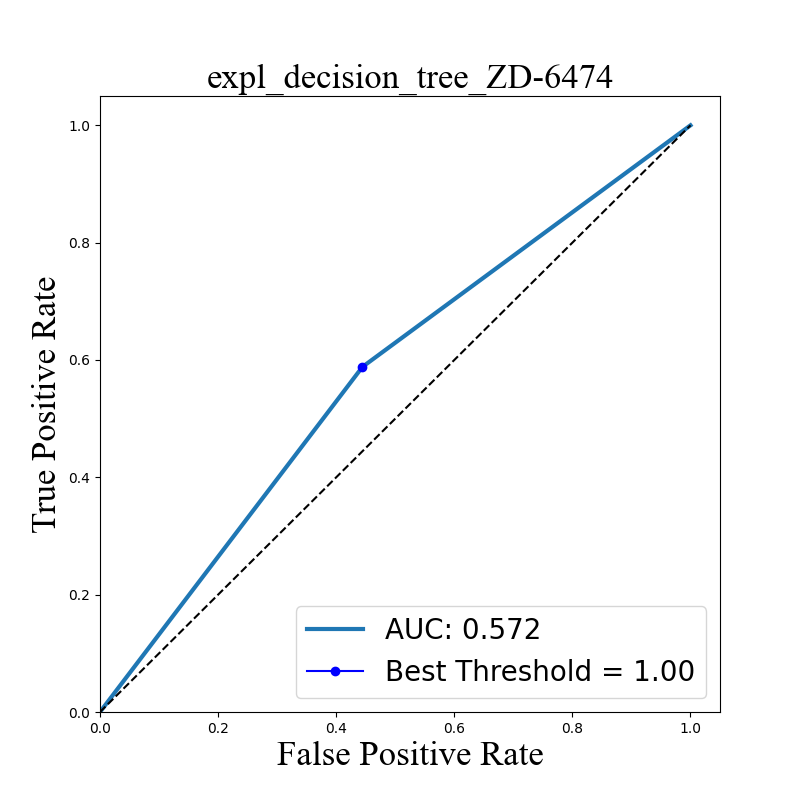 expl_decision_tree_ZD-6474
True Positive Rate
1.0
0.8
0.6
0.4
0.2
0.0
AUC: 0.572
Best Threshold = 1.00
0.0 0.2 0.4 0.6 0.8 1.0
False Positive Rate